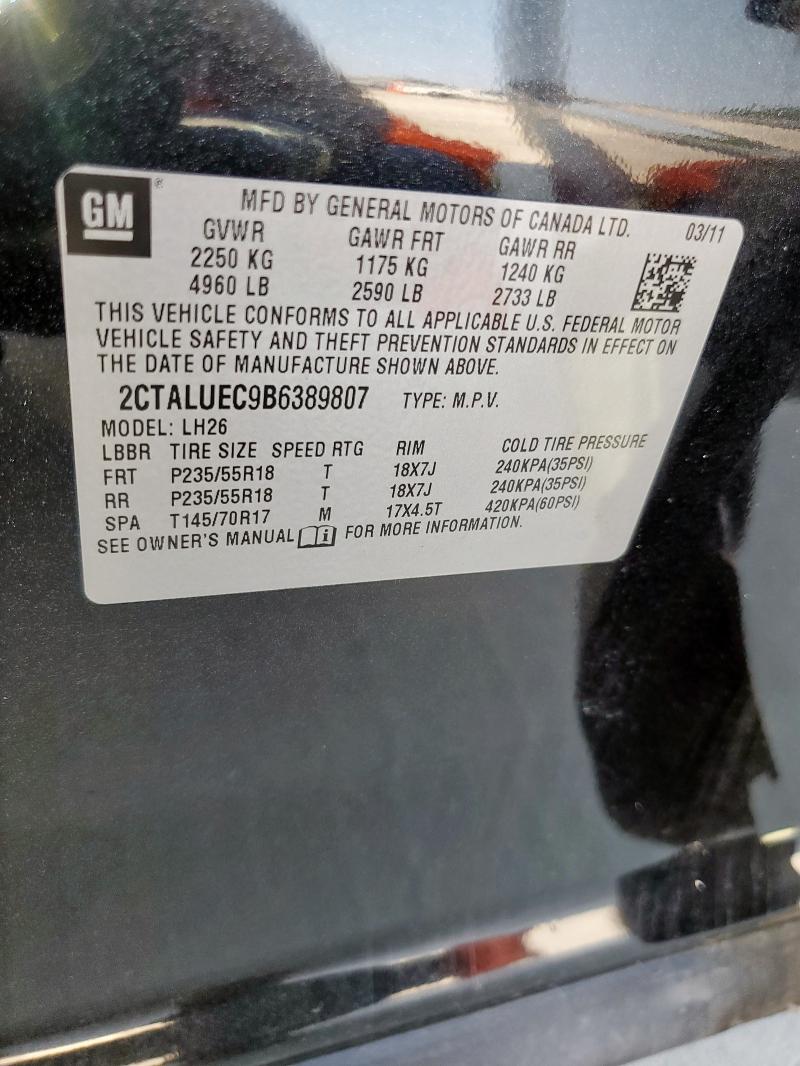 GM ®
MFD BY GENERAL MOTORS OF CANADA LTD. 03/11
GVWR GAWR FRT GAWR RR
2250 KG 1175 KG 1240 KG
4960 LB 2590 LB 2733 LB
THIS VEHICLE CONFORMS TO ALL APPLICABLE U.S. FEDERAL MOTOR
VEHICLE SAFETY AND THEFT PREVENTION STANDARDS IN EFFECT ON
THE DATE OF MANUFACTURE SHOWN ABOVE.
2CTALUEC9B6389807 TYPE: M.P.V.
MODEL: LH26
LBBR TIRE SIZE SPEED RTG RIM COLD TIRE PRESSURE
FRT P235/55R18 T 18X7J 240KPA(35PSI)
RR P235/55R18 T 18X7J 240KPA(35PSI)
SPA T145/70R17 M 17X4.5T 420KPA(60PSI)
SEE OWNER'S MANUAL i FOR MORE INFORMATION.